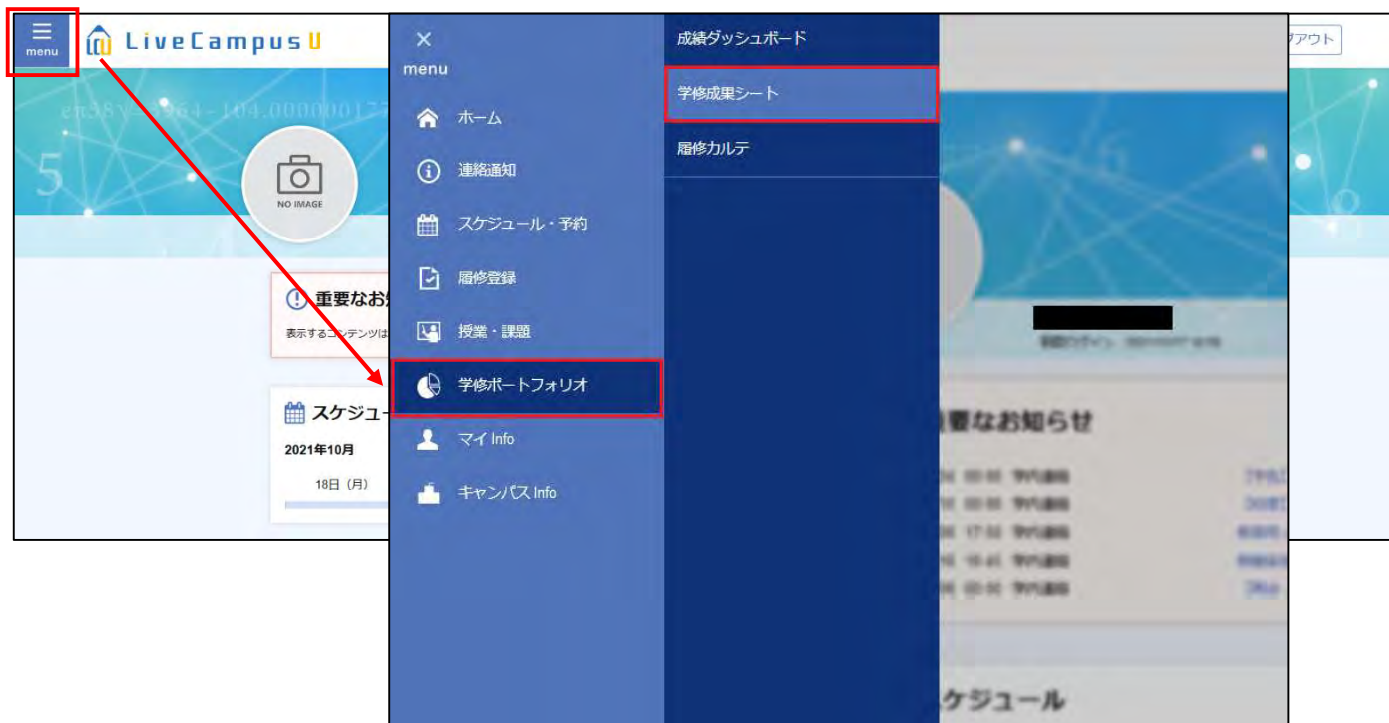 menu
LiveCampus U
5
NO IMAGE
重要なお
表示するコンテンツは
スケジュー
2021年10月
18日（月）
menu
ホーム
連絡通知
スケジュール・予約
履修登録
授業・課題
学修ポートフォリオ
マイ Info
キャンパス Info
成績ダッシュボード
学修成果シート
履修カルテ
要なお知らせ
ケジュール
アウト